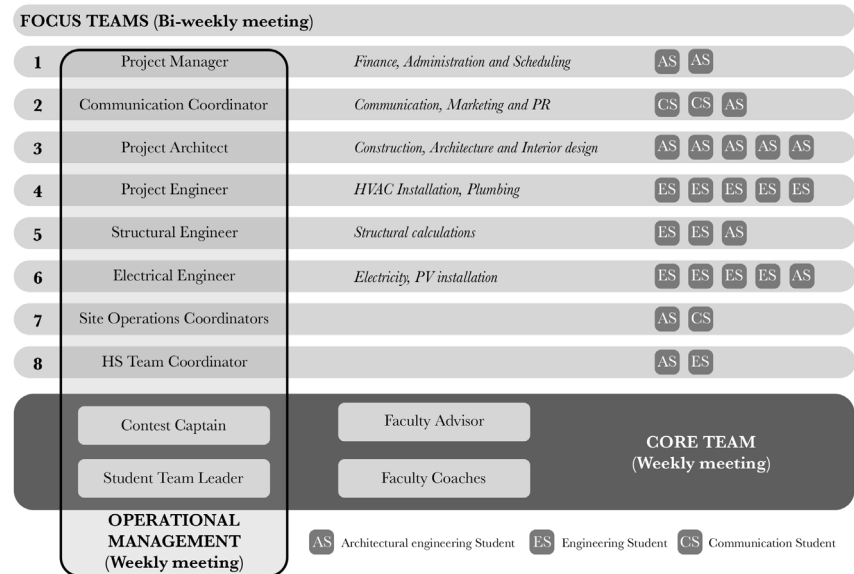 FOCUS TEAMS (Bi-weekly meeting)
1 Project Manager Finance, Administration and Scheduling AS AS
2 Communication Coordinator Communication, Marketing and PR CS CS AS
3 Project Architect Construction, Architecture and Interior design AS AS AS AS AS
4 Project Engineer HVAC Installation, Plumbing ES ES ES ES ES
5 Structural Engineer Structural calculations ES ES AS
6 Electrical Engineer Electricity, PV installation ES ES ES ES AS
7 Site Operations Coordinators AS CS
8 HS Team Coordinator AS ES
Contest Captain Faculty Advisor
Student Team Leader Faculty Coaches
CORE TEAM
(Weekly meeting)
OPERATIONAL
MANAGEMENT
(Weekly meeting)
AS Architectural engineering Student ES Engineering Student CS Communication Student